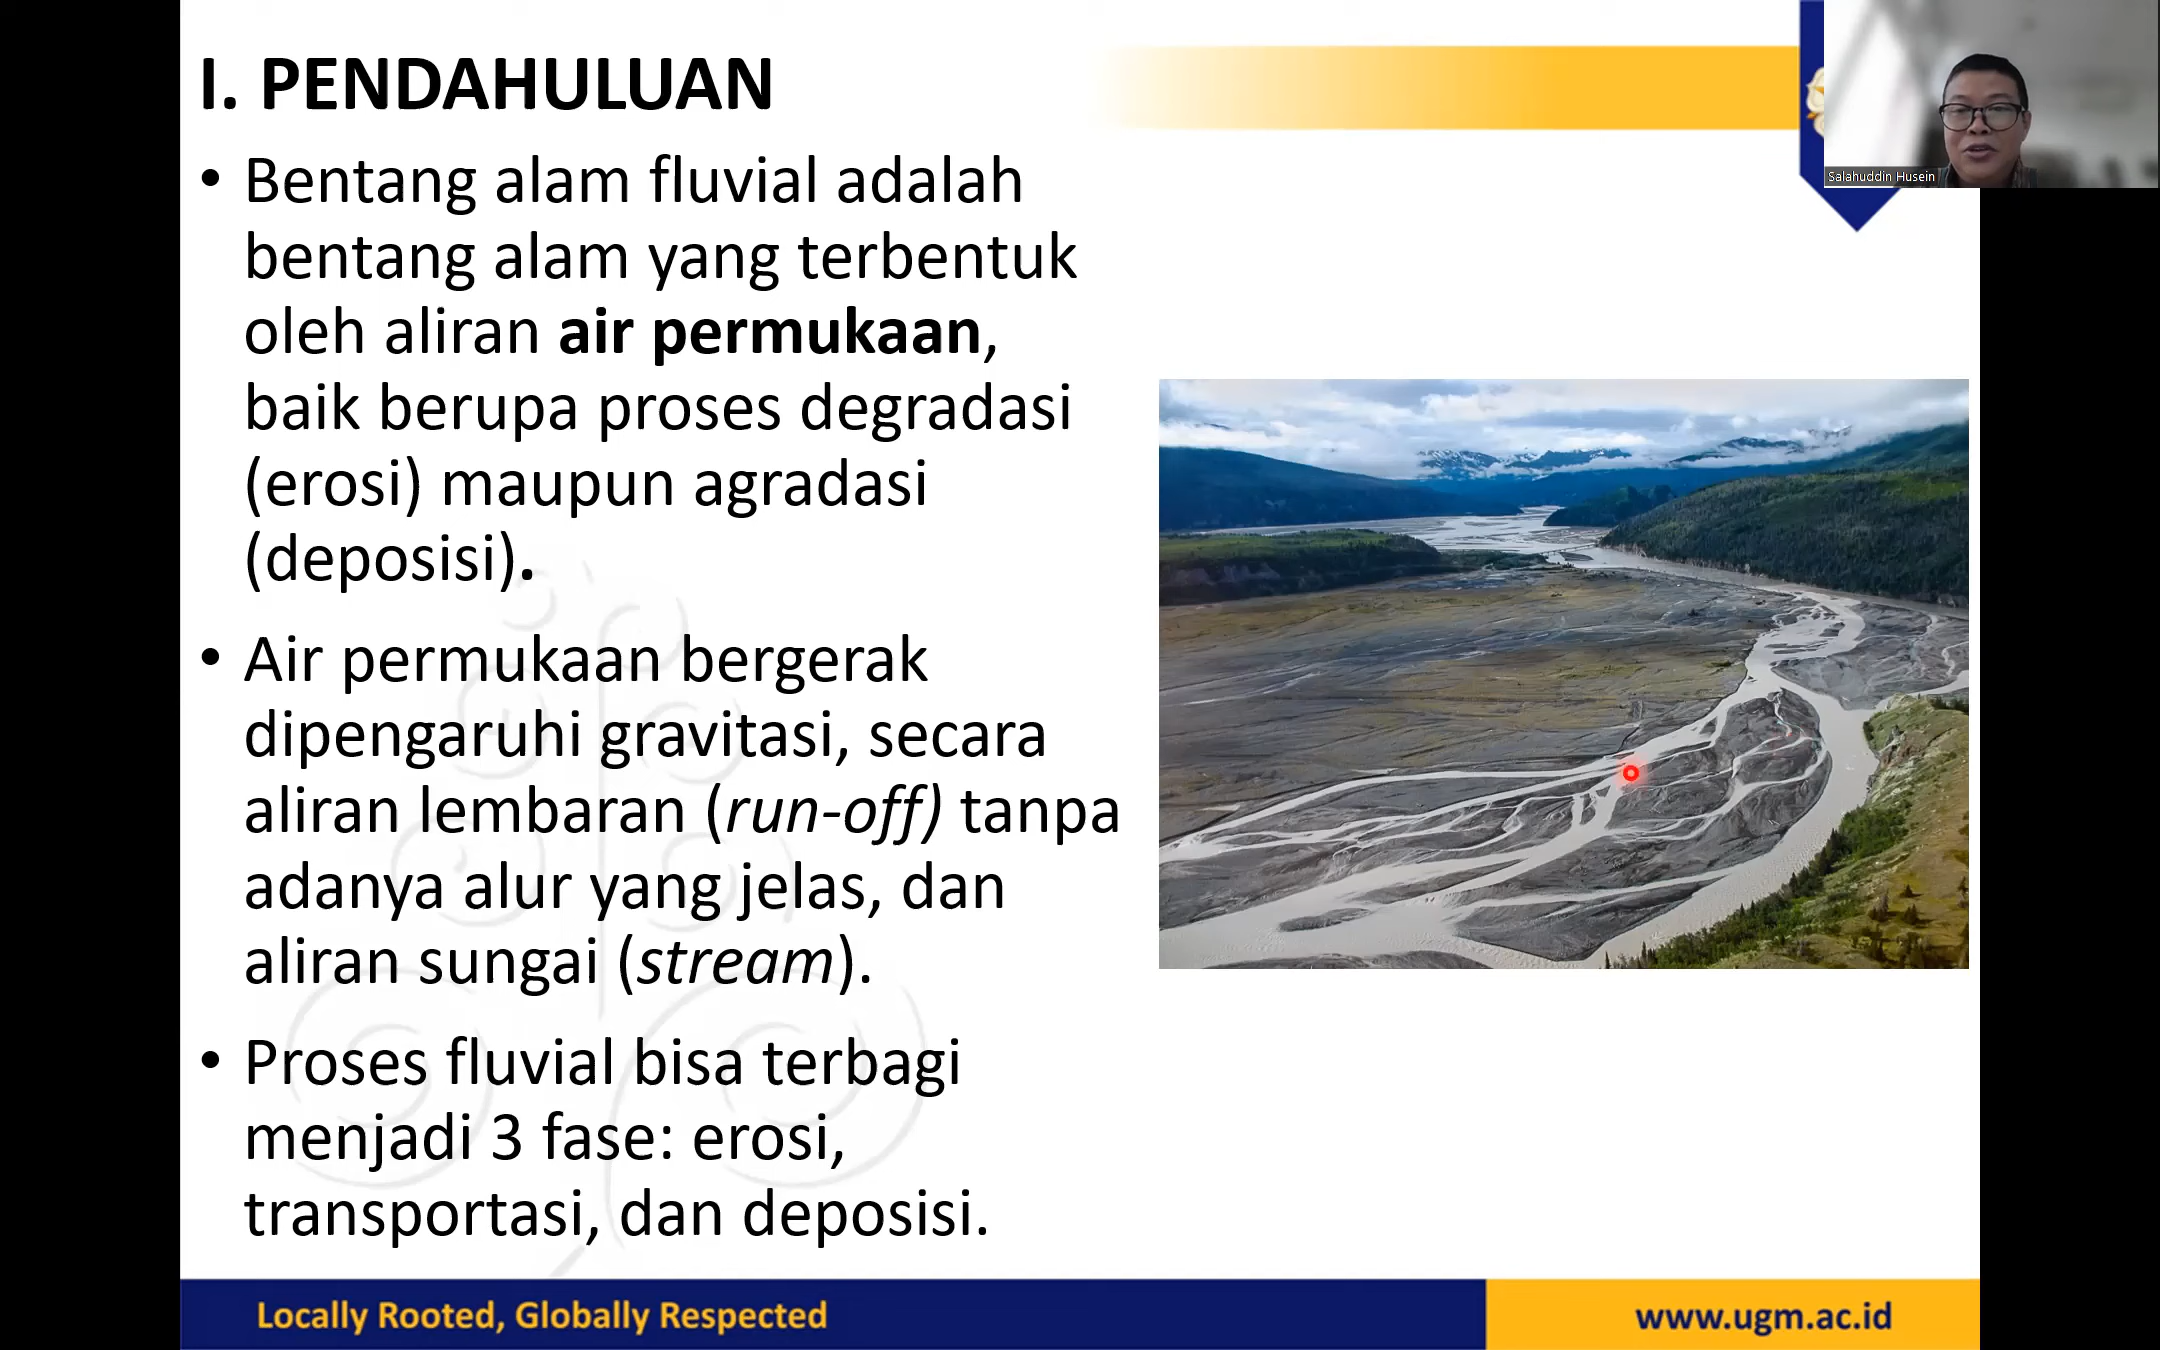 I. PENDAHULUAN
• Bentang alam fluvial adalah
bentang alam yang terbentuk
oleh aliran air permukaan,
baik berupa proses degradasi
(erosi) maupun agradasi
(deposisi).
• Air permukaan bergerak
dipengaruhi gravitasi, secara
aliran lembaran (run-off) tanpa
adanya alur yang jelas, dan
aliran sungai (stream).
• Proses fluvial bisa terbagi
menjadi 3 fase: erosi,
transportasi, dan deposisi.
Salahuddin Husein
Locally Rooted, Globally Respected
www.ugm.ac.id